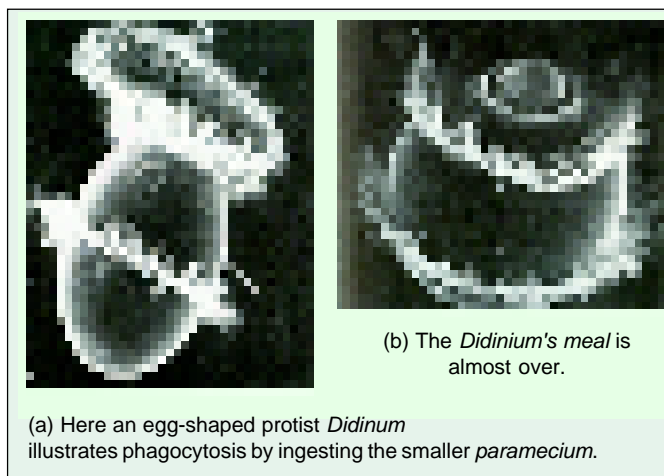 (b) The Didinium's meal is
almost over.
(a) Here an egg-shaped protist Didinum
illustrates phagocytosis by ingesting the smaller paramecium.